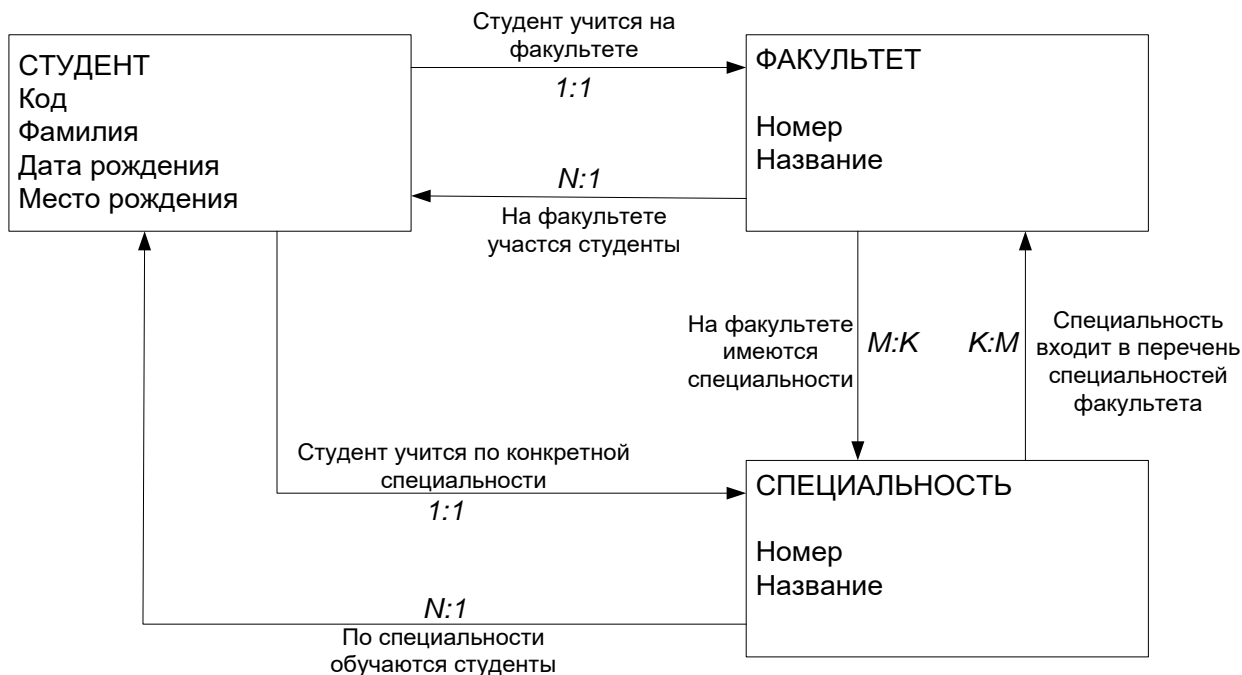 Студент учится на
факультете
1:1
СТУДЕНТ
Код
Фамилия
Дата рождения
Место рождения
ФАКУЛЬТЕТ
Номер
Название
N:1
На факультете
участся студенты
На факультете
имеются
специальности
M:K
K:M
Специальность
входит в перечень
специальностей
факультета
Студент учится по конкретной
специальности
1:1
СПЕЦИАЛЬНОСТЬ
Номер
Название
N:1
По специальности
обучаются студенты